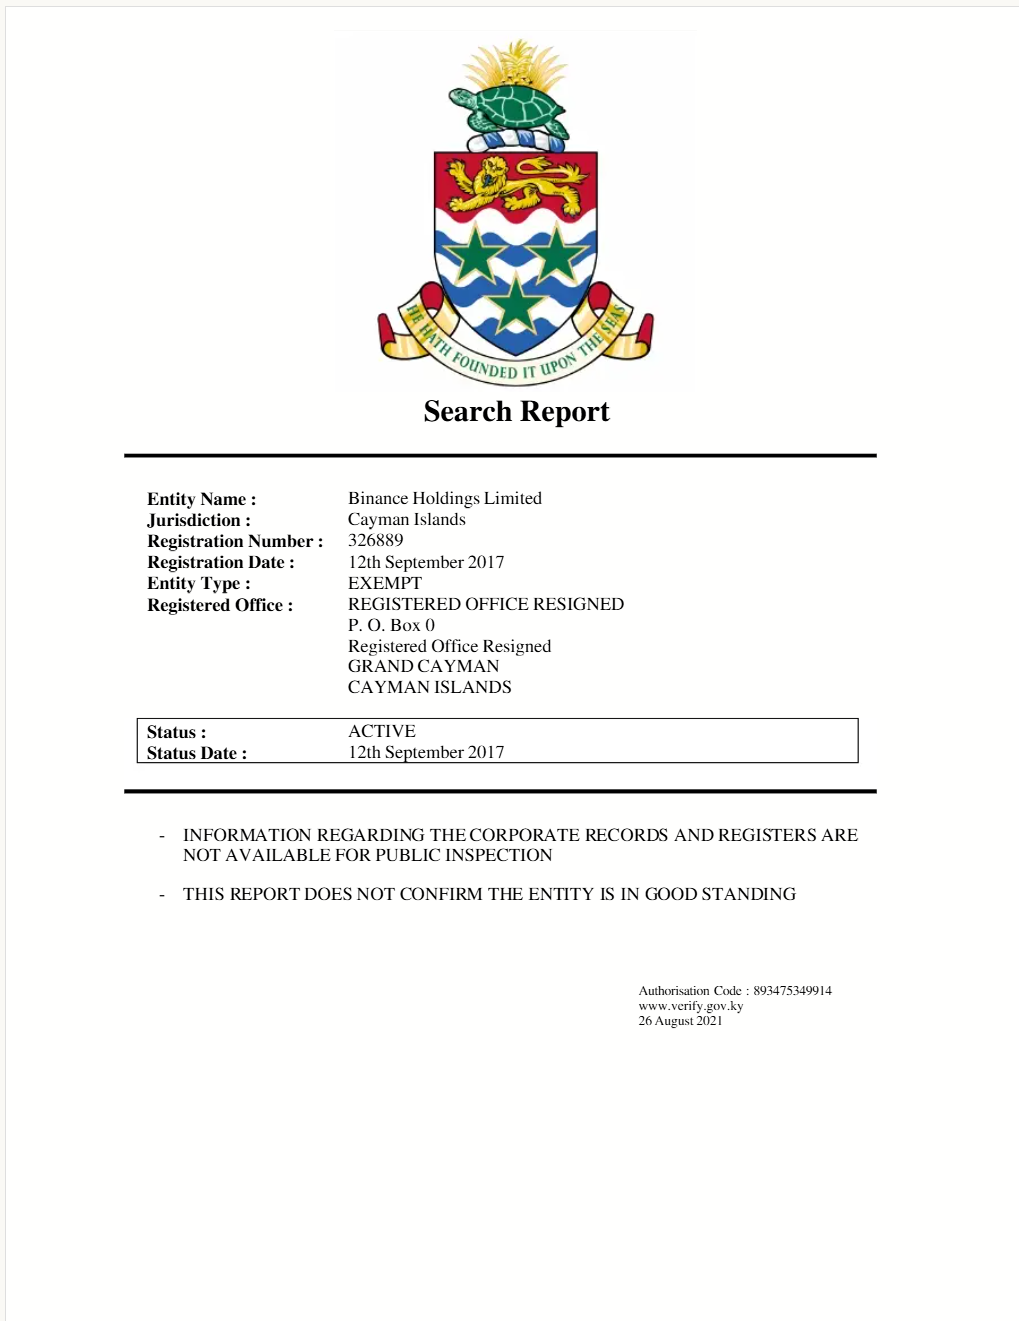 HE HATH FOUNDED IT UPON THE SEAS
Search Report
Entity Name : Binance Holdings Limited
Jurisdiction : Cayman Islands
Registration Number : 326889
Registration Date : 12th September 2017
Entity Type : EXEMPT
Registered Office : REGISTERED OFFICE RESIGNED
P. O. Box 0
Registered Office Resigned
GRAND CAYMAN
CAYMAN ISLANDS
Status : ACTIVE
Status Date : 12th September 2017
- INFORMATION REGARDING THE CORPORATE RECORDS AND REGISTERS ARE
NOT AVAILABLE FOR PUBLIC INSPECTION
- THIS REPORT DOES NOT CONFIRM THE ENTITY IS IN GOOD STANDING
Authorisation Code : 893475349914
www.verify.gov.ky
26 August 2021